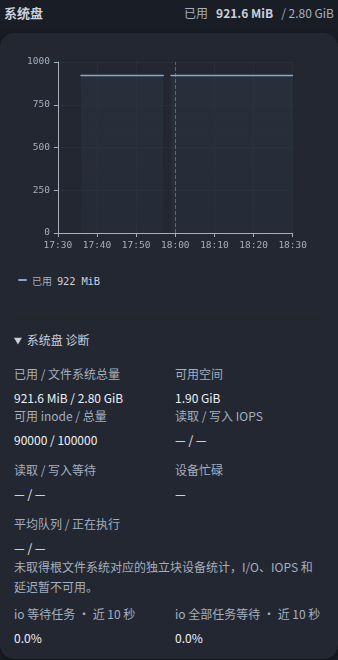 系统盘 已用 921.6 MiB / 2.80 GiB
1000
750
500
250
0
17:30 17:40 17:50 18:00 18:10 18:20 18:30
已用 922 MiB
▼ 系统盘 诊断
已用 / 文件系统总量 可用空间
921.6 MiB / 2.80 GiB 1.90 GiB
可用 inode / 总量 读取 / 写入 IOPS
90000 / 100000 — / —
读取 / 写入等待 设备忙碌
— / — —
平均队列 / 正在执行
— / —
未取得根文件系统对应的独立块设备统计，I/O、IOPS 和
延迟暂不可用。
io 等待任务 · 近 10 秒 io 全部任务等待 · 近 10 秒
0.0% 0.0%